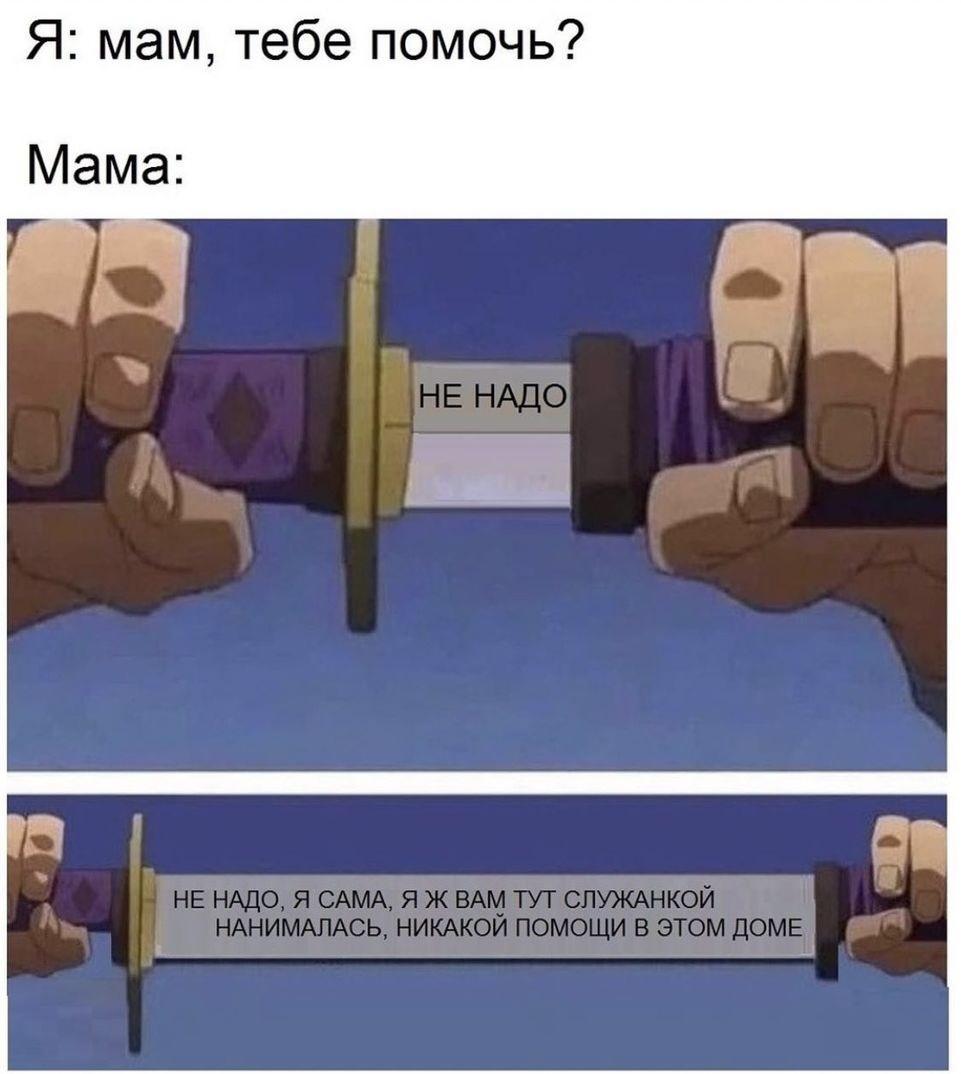 Я: мам, тебе помочь?
Мама:
НЕ НАДО
НЕ НАДО, Я САМА, Я Ж ВАМ ТУТ СЛУЖАНКОЙ
НАНИМАЛАСЬ, НИКАКОЙ ПОМОЩИ В ЭТОМ ДОМЕ